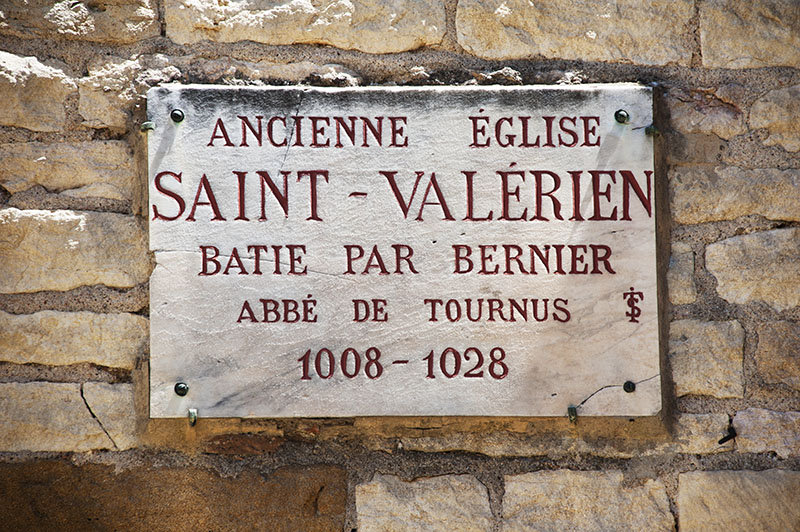 ANCIENNE ÉGLISE
SAINT-VALÉRIEN
BATIE PAR BERNIER
ABBÉ DE TOURNUS
1008-1028